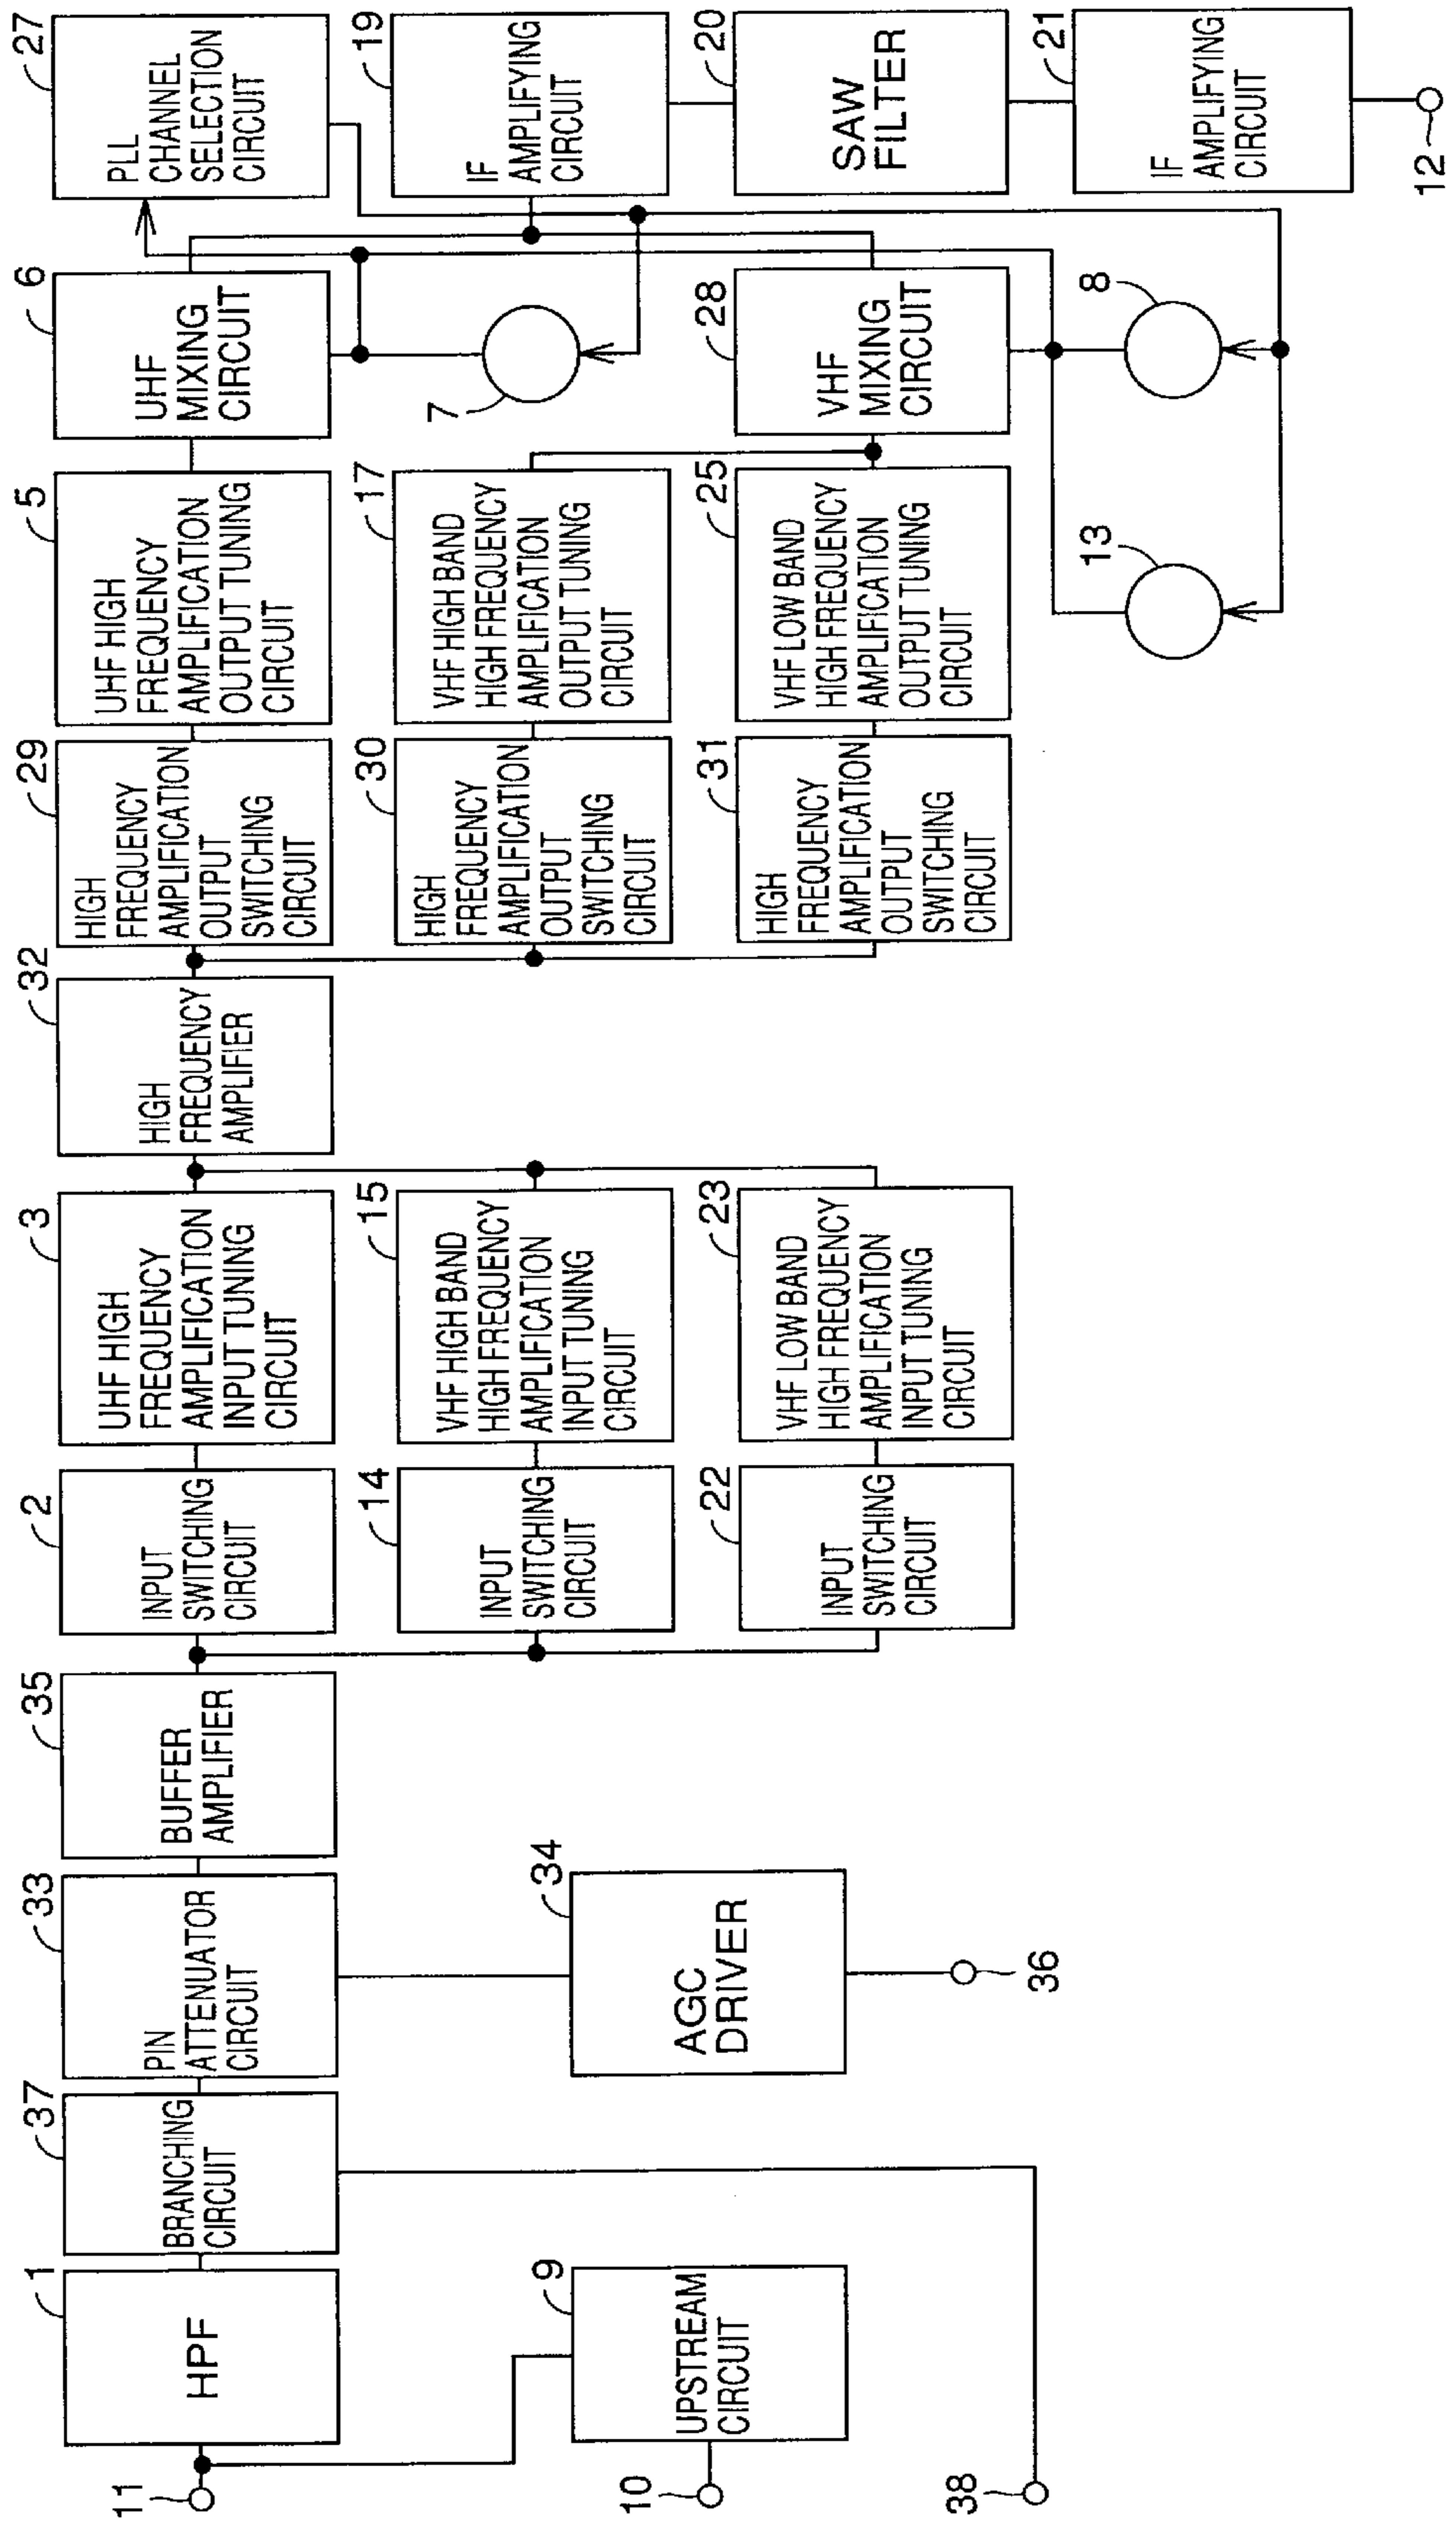 11
1
HPF
37
BRANCHING
CIRCUIT
33
PIN
ATTENUATOR
CIRCUIT
35
BUFFER
AMPLIFIER
2
INPUT
SWITCHING
CIRCUIT
3
UHF HIGH
FREQUENCY
AMPLIFICATION
INPUT TUNING
CIRCUIT
32
HIGH
FREQUENCY
AMPLIFIER
29
HIGH
FREQUENCY
AMPLIFICATION
OUTPUT
SWITCHING
CIRCUIT
5
UHF HIGH
FREQUENCY
AMPLIFICATION
OUTPUT TUNING
CIRCUIT
6
UHF
MIXING
CIRCUIT
27
PLL
CHANNEL
SELECTION
CIRCUIT
14
INPUT
SWITCHING
CIRCUIT
15
VHF HIGH BAND
HIGH FREQUENCY
AMPLIFICATION
INPUT TUNING
CIRCUIT
30
HIGH
FREQUENCY
AMPLIFICATION
OUTPUT
SWITCHING
CIRCUIT
17
VHF HIGH BAND
HIGH FREQUENCY
AMPLIFICATION
OUTPUT TUNING
CIRCUIT
7
19
IF
AMPLIFYING
CIRCUIT
10
9
UPSTREAM
CIRCUIT
34
AGC
DRIVER
36
22
INPUT
SWITCHING
CIRCUIT
23
VHF LOW BAND
HIGH FREQUENCY
AMPLIFICATION
INPUT TUNING
CIRCUIT
31
HIGH
FREQUENCY
AMPLIFICATION
OUTPUT
SWITCHING
CIRCUIT
25
VHF LOW BAND
HIGH FREQUENCY
AMPLIFICATION
OUTPUT TUNING
CIRCUIT
28
VHF
MIXING
CIRCUIT
20
SAW
FILTER
38
13
8
21
IF
AMPLIFYING
CIRCUIT
12